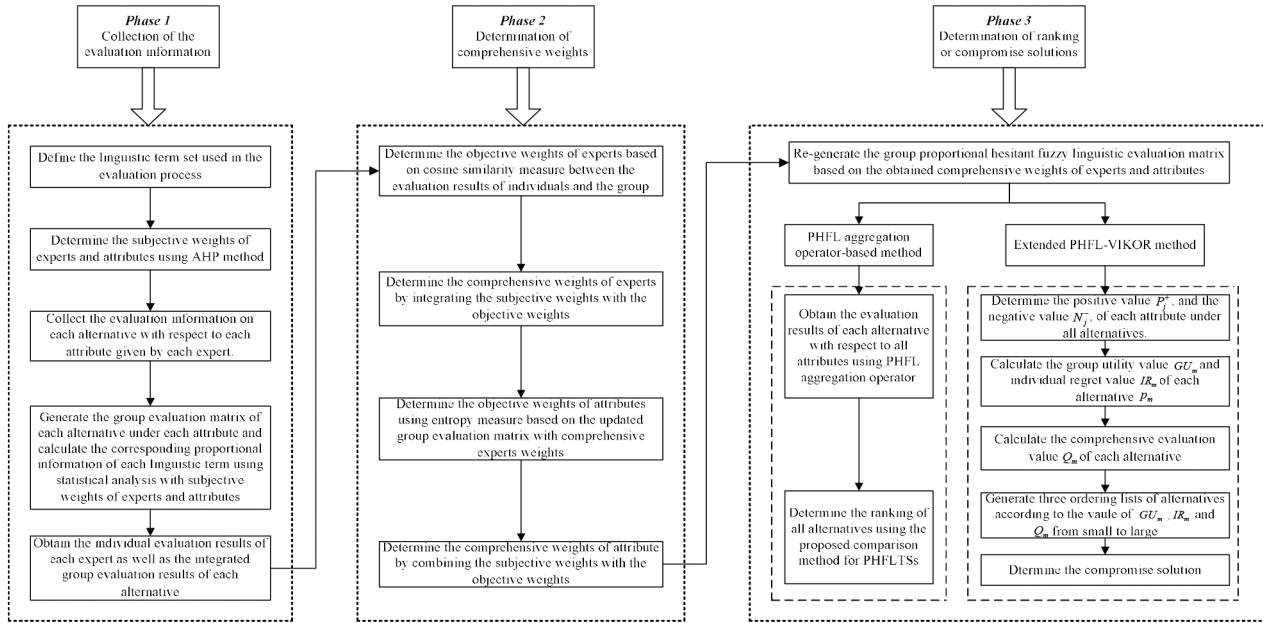 Phase 1
Collection of the
evaluation information
Define the linguistic term set used in the
evaluation process
Determine the subjective weights of
experts and attributes using AHP method
Collect the evaluation information on
each alternative with respect to each
attribute given by each expert.
Generate the group evaluation matrix of
each alternative under each attribute and
calculate the corresponding proportional
information of each linguistic term using
statistical analysis with subjective
weights of experts and attributes
Obtain the individual evaluation results of
each expert as well as the integrated
group evaluation results of each
alternative
Phase 2
Determination of
comprehensive weights
Determine the objective weights of experts based
on cosine similarity measure between the
evaluation results of individuals and the group
Determine the comprehensive weights of experts
by integrating the subjective weights with the
objective weights
Determine the objective weights of attributes
using entropy measure based on the updated
group evaluation matrix with comprehensive
experts weights
Determine the comprehensive weights of attribute
by combining the subjective weights with the
objective weights
Phase 3
Determination of ranking
or compromise solutions
Re-generate the group proportional hesitant fuzzy linguistic evaluation matrix
based on the obtained comprehensive weights of experts and attributes
PHFL aggregation
operator-based method
Obtain the evaluation
results of each alternative
with respect to all
attributes using PHFL
aggregation operator
Determine the ranking of
all alternatives using the
proposed comparison
method for PHFLTSs
Extended PHFL-VIKOR method
Determine the positive value P_j^+, and the
negative value N_j^-, of each attribute under
all alternatives.
Calculate the group utility value GU_m and
individual regret value IR_m of each
alternative p_m
Calculate the comprehensive evaluation
value Q_m of each alternative
Generate three ordering lists of alternatives
according to the vaule of GU_m , IR_m and
Q_m from small to large
Dtermine the compromise solution